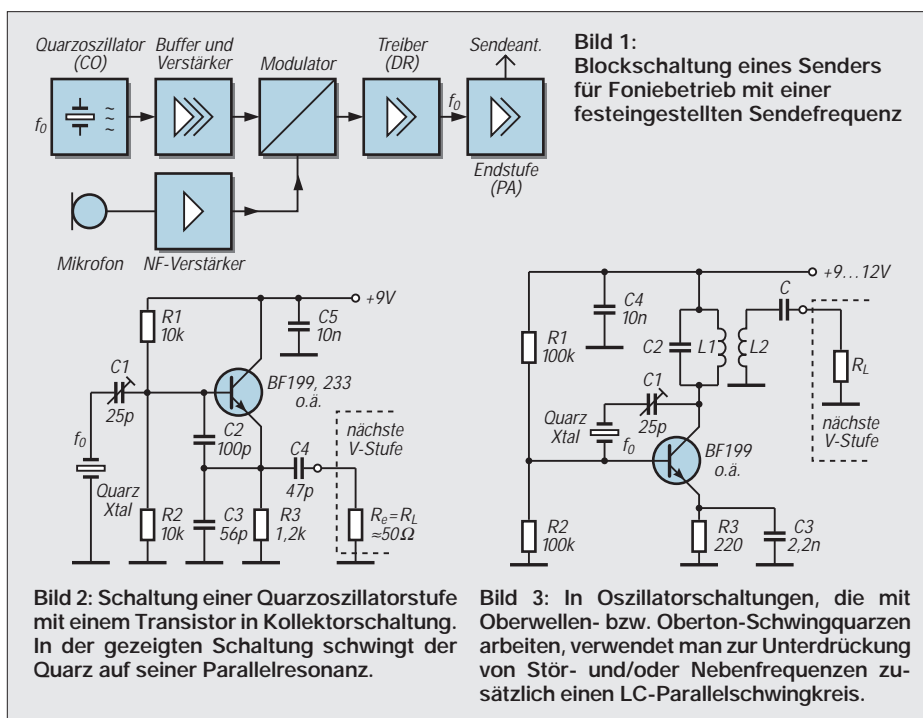 Quarzoszillator
(CO)
Buffer und
Verstärker
Modulator
Treiber
(DR)
Sendeant.
f0
f0
Endstufe
(PA)
Mikrofon
NF-Verstärker
Bild 1:
Blockschaltung eines Senders
für Foniebetrieb mit einer
festeingestellten Sendefrequenz
+9V
R1
10k
C5
10n
C1
25p
BF199, 233
o.ä.
f0
C2
100p
C4
47p
nächste
V-Stufe
Quarz
Xtal
R2
10k
C3
56p
R3
1,2k
Re=RL
≈50Ω
Bild 2: Schaltung einer Quarzoszillatorstufe
mit einem Transistor in Kollektorschaltung.
In der gezeigten Schaltung schwingt der
Quarz auf seiner Parallelresonanz.
+9...12V
R1
100k
C4
10n
C2
L1
L2
C
RL
nächste
V-Stufe
C1
25p
Quarz
Xtal
f0
BF199
o.ä.
R2
100k
R3
220
C3
2,2n
Bild 3: In Oszillatorschaltungen, die mit
Oberwellen- bzw. Oberton-Schwingquarzen
arbeiten, verwendet man zur Unterdrückung
von Stör- und/oder Nebenfrequenzen zu-
sätzlich einen LC-Parallelschwingkreis.